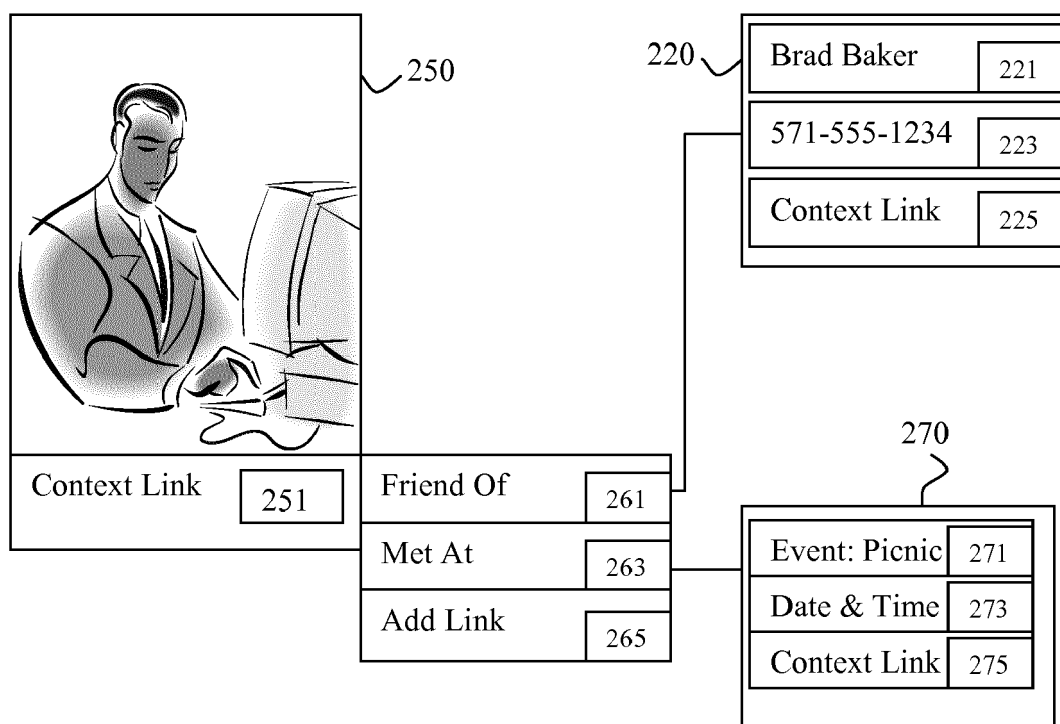 250
220
Brad Baker 221
571-555-1234 223
Context Link 225
Context Link 251
Friend Of 261
Met At 263
Add Link 265
270
Event: Picnic 271
Date & Time 273
Context Link 275